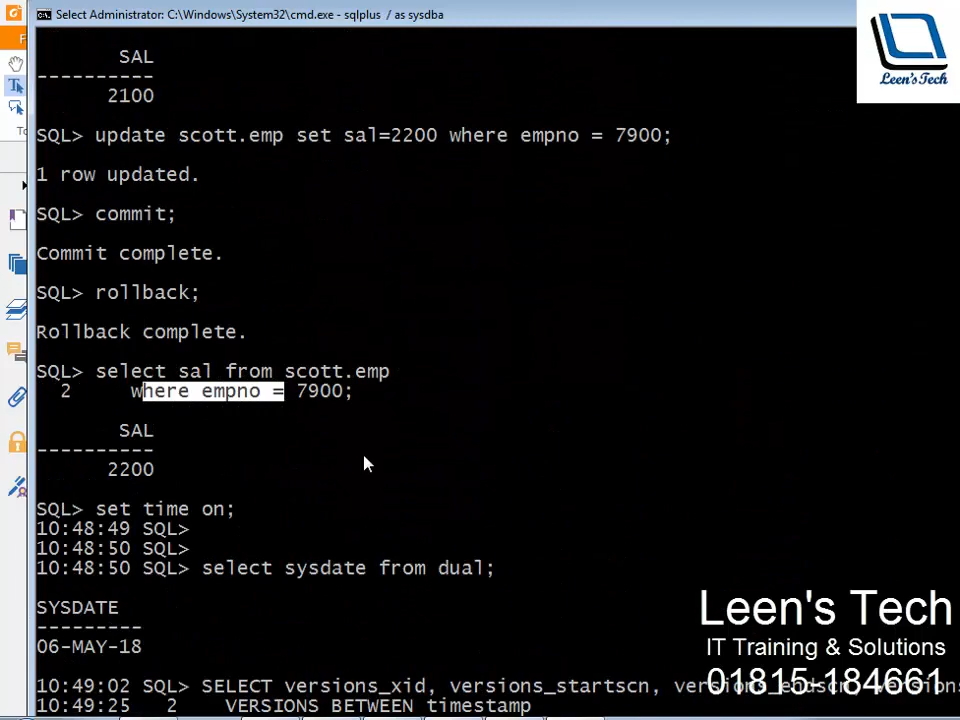 Select Administrator: C:\Windows\System32\cmd.exe - sqlplus / as sysdba
Leen'sTech
SAL
----------
2100
SQL> update scott.emp set sal=2200 where empno = 7900;
1 row updated.
SQL> commit;
Commit complete.
SQL> rollback;
Rollback complete.
SQL> select sal from scott.emp
2 where empno = 7900;
SAL
----------
2200
SQL> set time on;
10:48:49 SQL>
10:48:50 SQL>
10:48:50 SQL> select sysdate from dual;
SYSDATE
---------
06-MAY-18
10:49:02 SQL> SELECT versions_xid, versions_startscn, versions_endscn,
10:49:25 2 VERSIONS BETWEEN timestamp
Leen's Tech
IT Training & Solutions
01815-184661